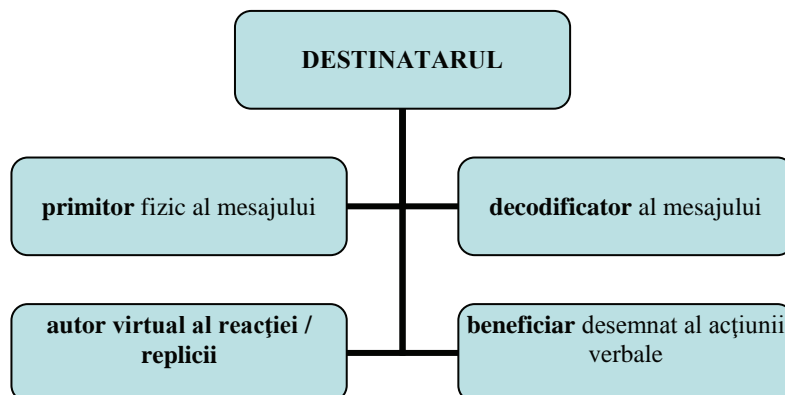 DESTINATARUL
primitor fizic al mesajului
decodificator al mesajului
autor virtual al reacţiei /
replicii
beneficiar desemnat al acţiunii
verbale